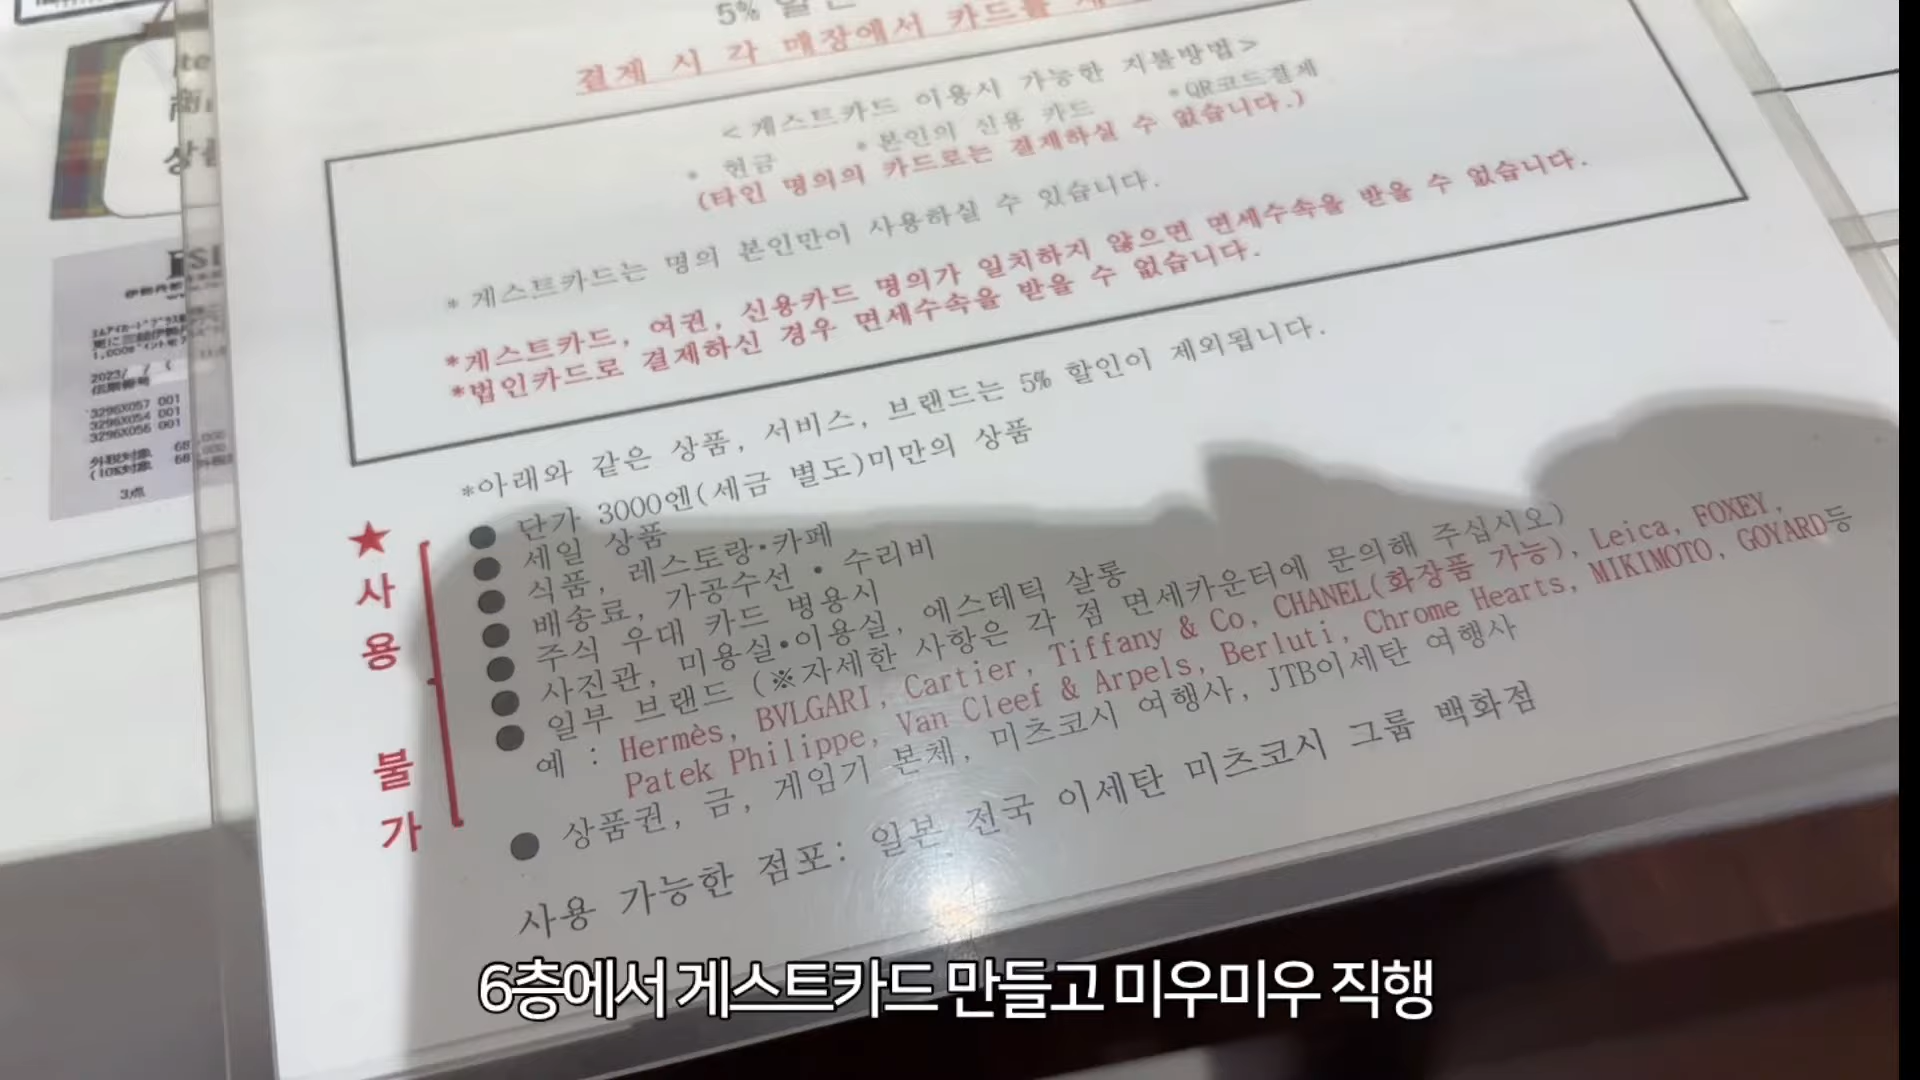 5% 할인
결제 시 각 매장에서 카드를
<게스트카드 이용시 가능한 지불방법>
* 현금 *본인의 신용 카드 *QR코드결제
(타인 명의의 카드로는 결제하실 수 없습니다.)
*게스트카드는 명의 본인만이 사용하실 수 있습니다.
*게스트카드, 여권, 신용카드 명의가 일치하지 않으면 면세수속을 받을 수 없습니다.
*법인카드로 결제하신 경우 면세수속을 받을 수 없습니다.
*아래와 같은 상품, 서비스, 브랜드는 5% 할인이 제외됩니다.
★사용 불가
● 단가 3000엔(세금 별도)미만의 상품
● 세일 상품
● 식품, 레스토랑•카페
● 배송료, 가공수선 • 수리비
● 주식 우대 카드 병용시
● 사진관, 미용실•이용실, 에스테틱 살롱
● 일부 브랜드 (※자세한 사항은 각 점 면세카운터에 문의해 주십시오)
예 : Hermès, BVLGARI, Cartier, Tiffany & Co, CHANEL(화장품 가능), Leica, FOXEY,
Patek Philippe, Van Cleef & Arpels, Berluti, Chrome Hearts, MIKIMOTO, GOYARD등
● 상품권, 금, 게임기 본체, 미츠코시 여행사, JTB이세탄 여행사
사용 가능한 점포: 일본 전국 이세탄 미츠코시 그룹 백화점
2023/ / (
3296X057 001
3296X054 001
3296X056 001
外税対象
(10%対象
3点
6층에서 게스트카드 만들고 미우미우 직행